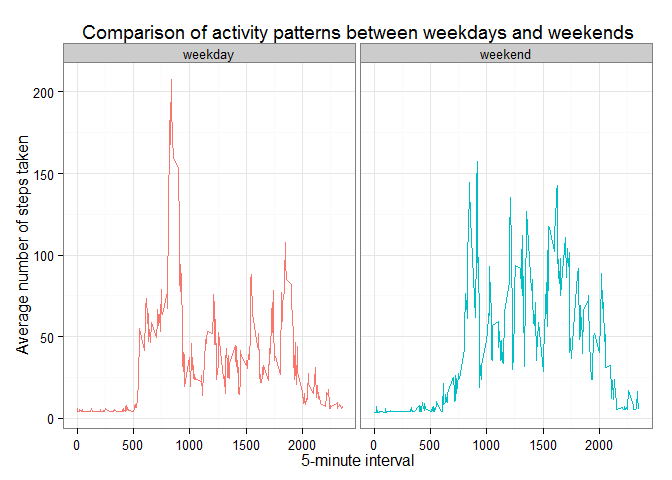 Comparison of activity patterns between weekdays and weekends
weekday weekend
Average number of steps taken
200
150
100
50
0
0 500 1000 1500 2000 0 500 1000 1500 2000
5-minute interval